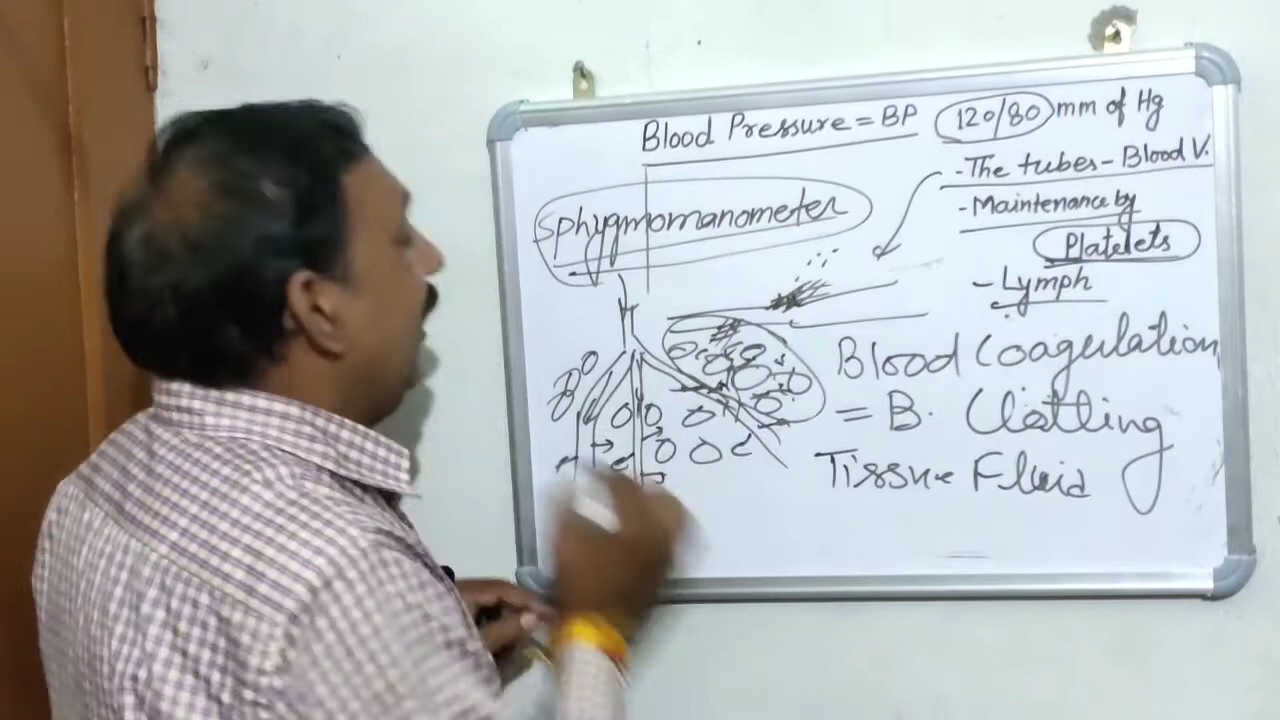 Blood Pressure = BP 120/80 mm of Hg
- The tubes - Blood V.
Sphygmomanometer
- Maintenance by
Platelets
- Lymph
Blood Coagulation
= B. Clotting
Tissue Fluid